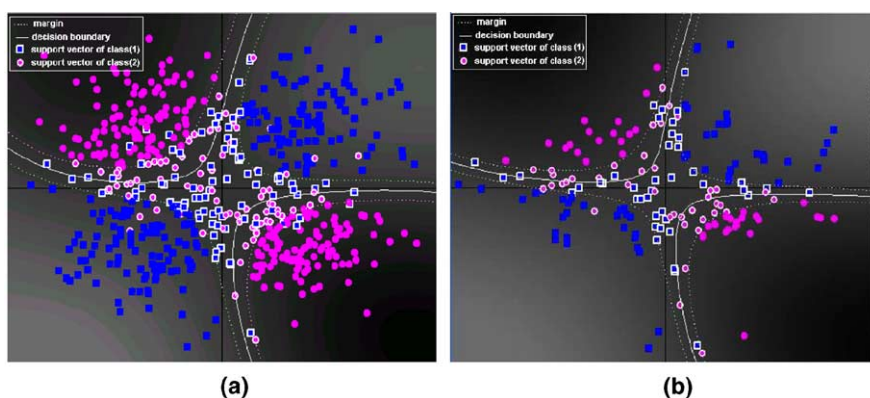 margin
decision boundary
support vector of class(1)
support vector of class(2)
margin
decision boundary
support vector of class (1)
support vector of class (2)
(a)
(b)